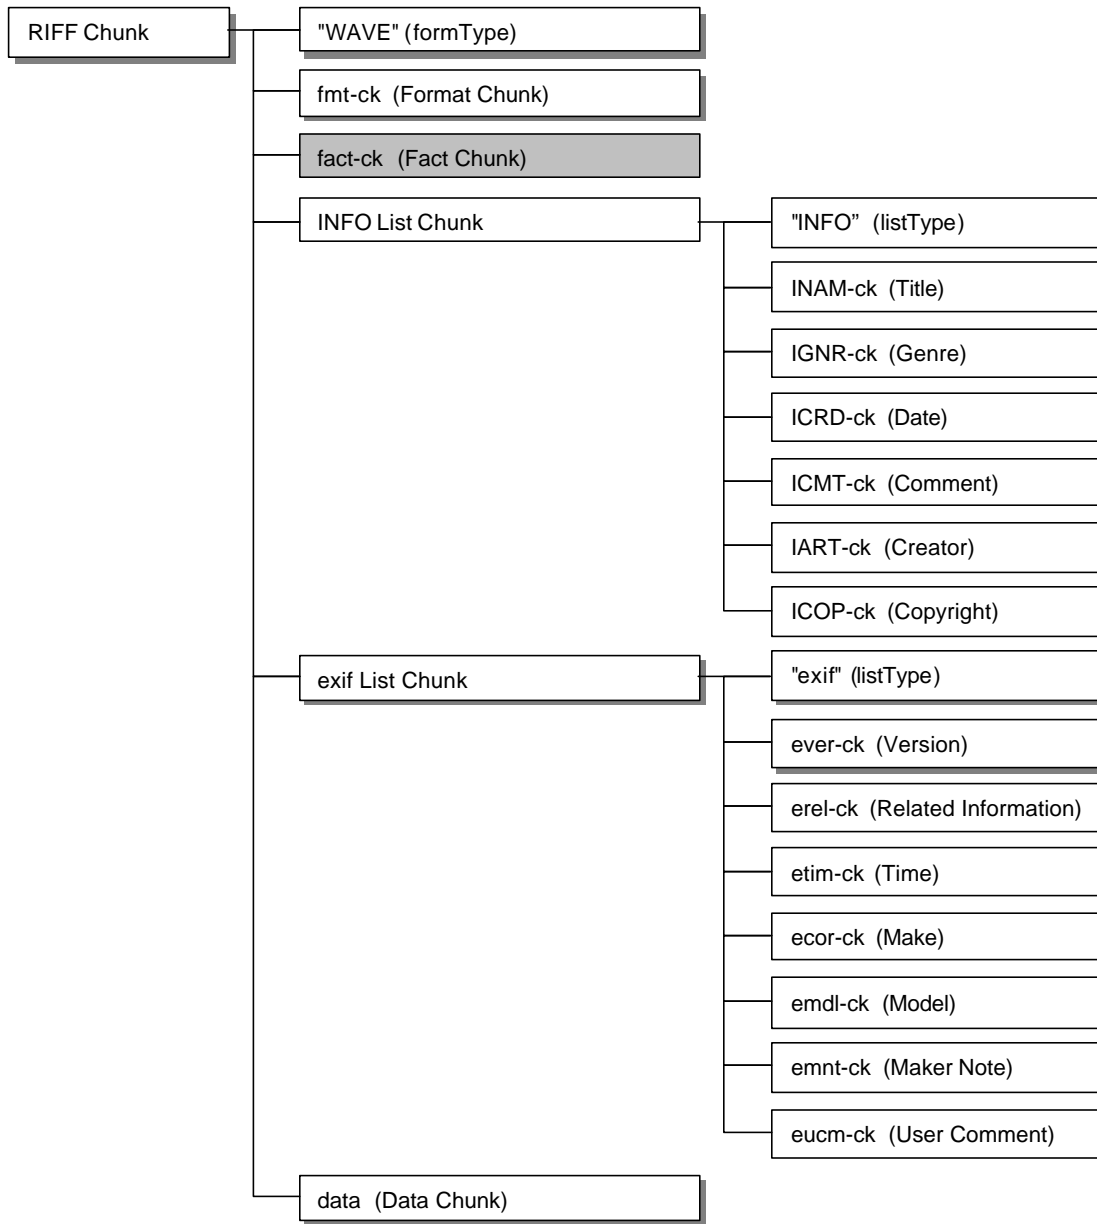 RIFF Chunk
"WAVE" (formType)
fmt-ck (Format Chunk)
fact-ck (Fact Chunk)
INFO List Chunk
"INFO” (listType)
INAM-ck (Title)
IGNR-ck (Genre)
ICRD-ck (Date)
ICMT-ck (Comment)
IART-ck (Creator)
ICOP-ck (Copyright)
exif List Chunk
"exif" (listType)
ever-ck (Version)
erel-ck (Related Information)
etim-ck (Time)
ecor-ck (Make)
emdl-ck (Model)
emnt-ck (Maker Note)
eucm-ck (User Comment)
data (Data Chunk)